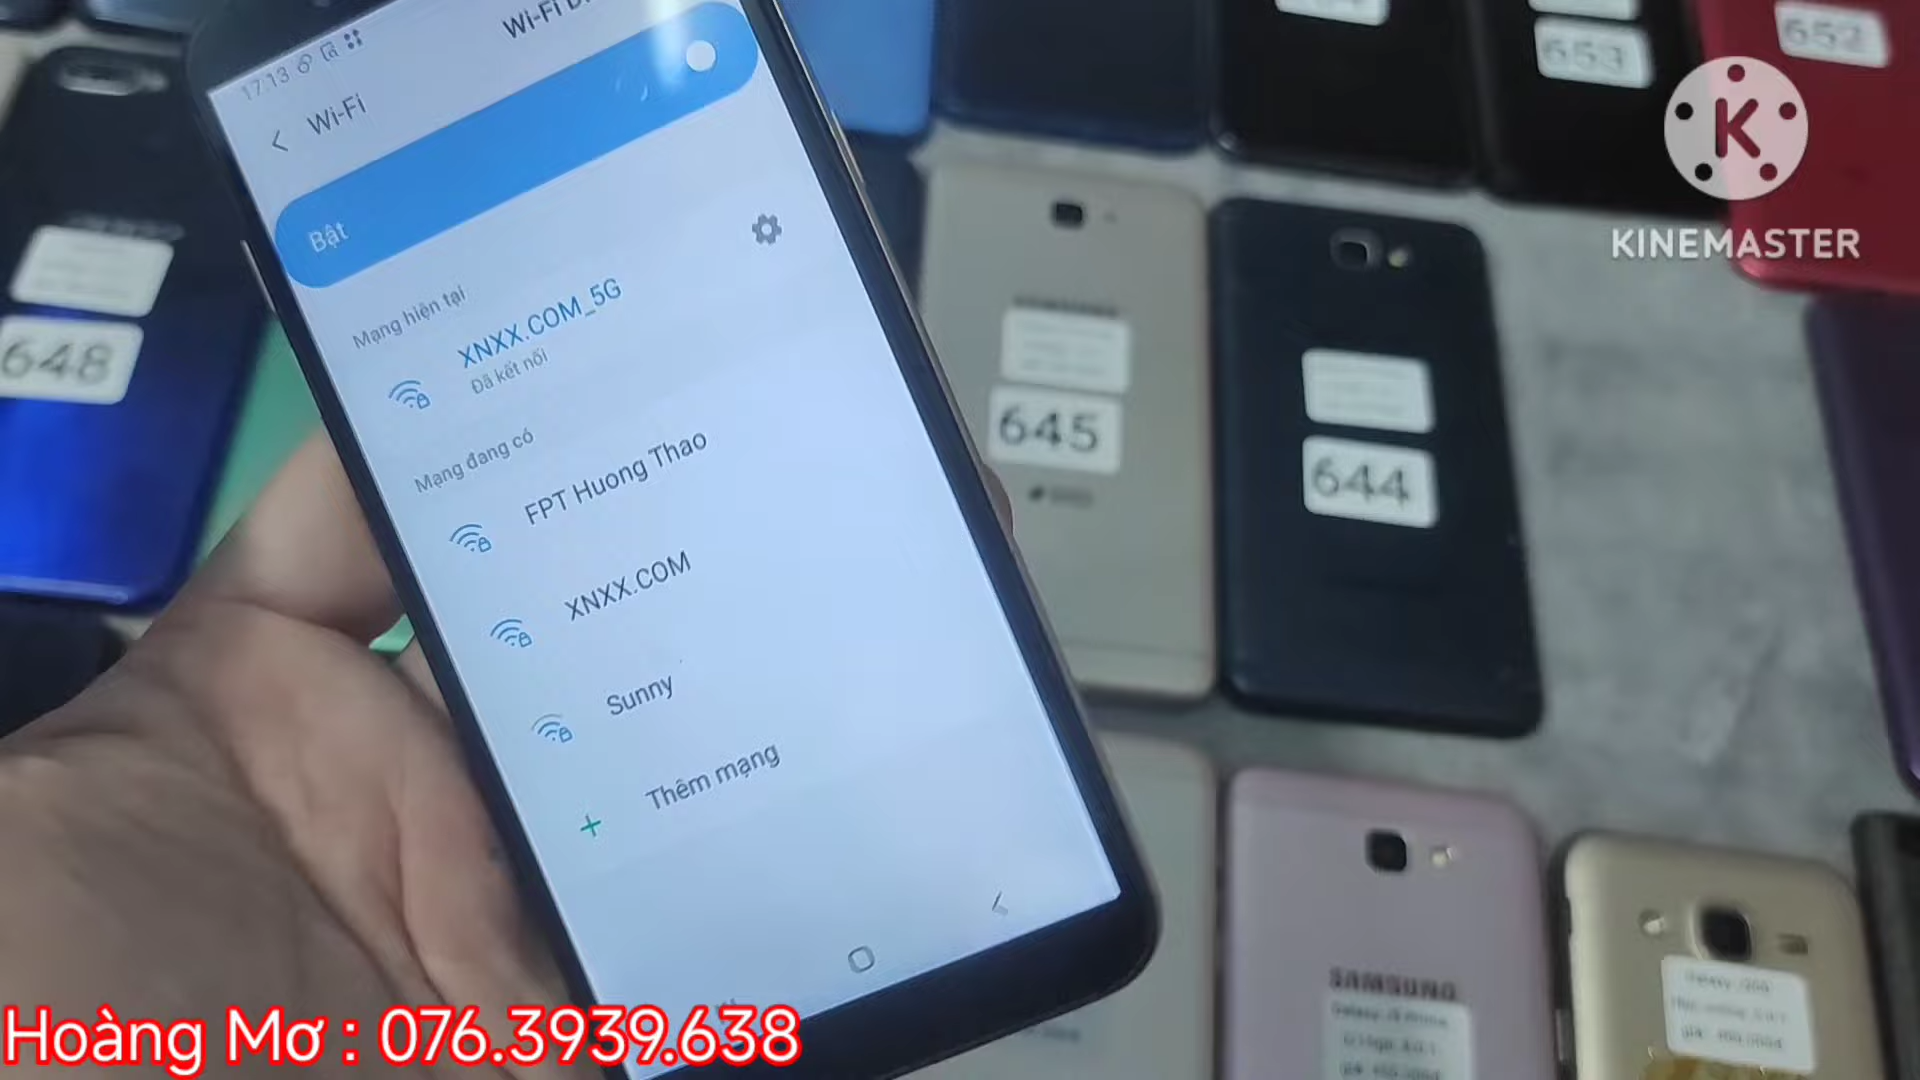 17:13
Wi-Fi
Wi-Fi
Bật
Mạng hiện tại
XNXX.COM_5G
Đã kết nối
Mạng đang có
FPT Huong Thao
XNXX.COM
Sunny
Thêm mạng
652
653
K
KINEMASTER
648
645
644
SAMSUNG
Hoàng Mơ : 076.3939.638